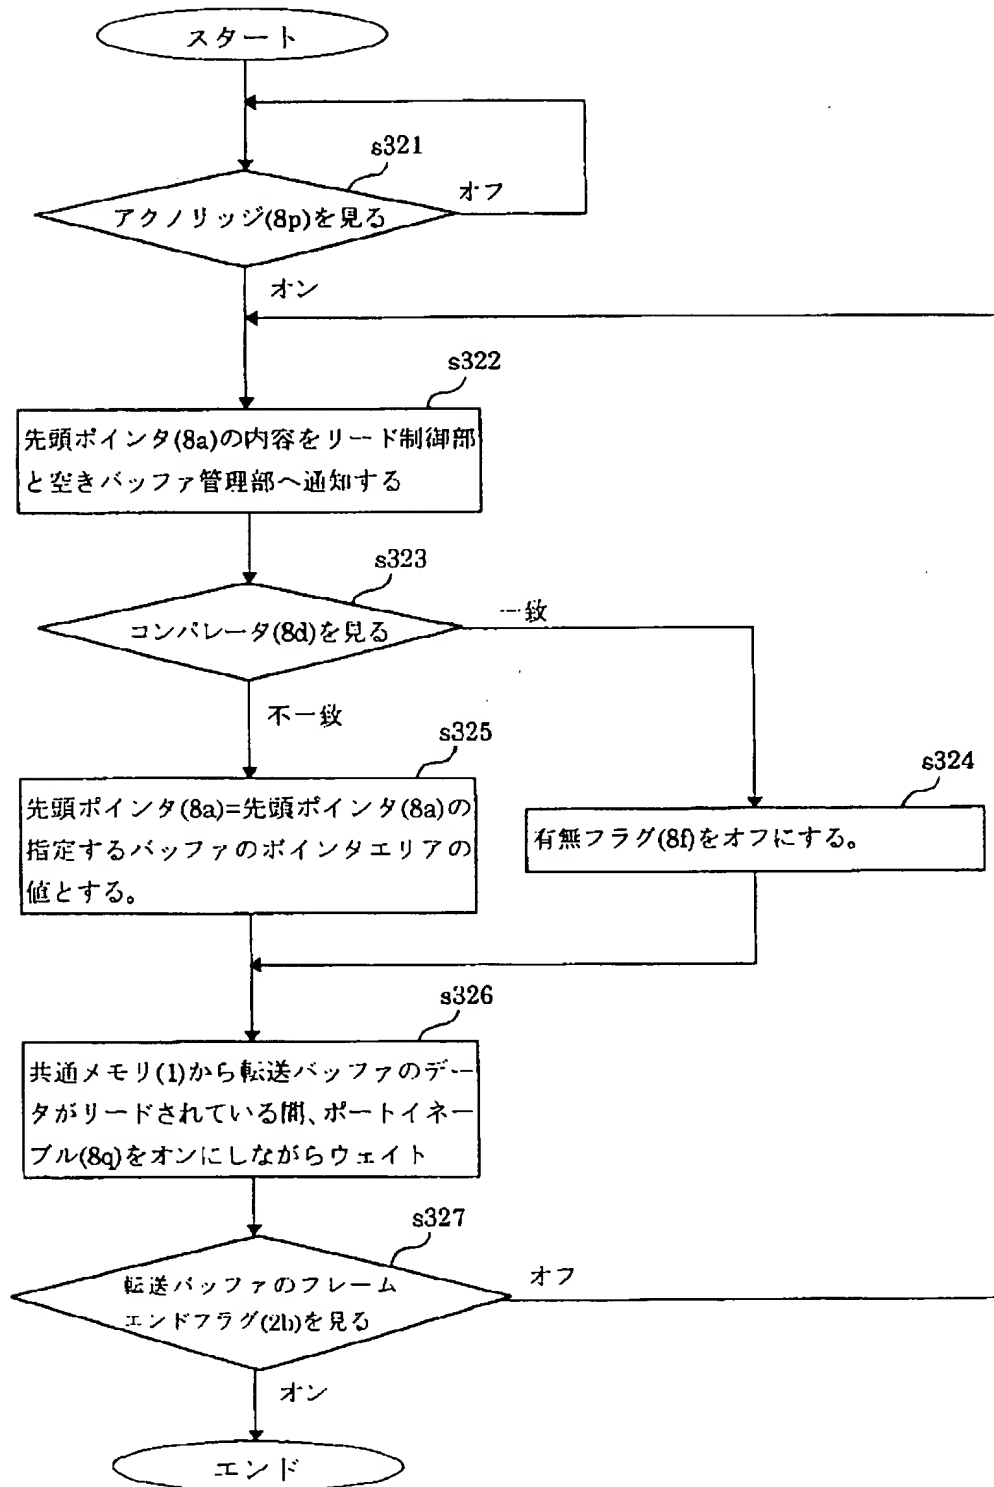 スタート
s321
オフ
アクノリッジ(8p)を見る
オン
s322
先頭ポインタ(8a)の内容をリード制御部
と空きバッファ管理部へ通知する
s323
一致
コンパレータ(8d)を見る
不一致
s325
s324
先頭ポインタ(8a)=先頭ポインタ(8a)の
指定するバッファのポインタエリアの
値とする。
有無フラグ(8f)をオフにする。
s326
共通メモリ(1)から転送バッファのデー
タがリードされている間、ポートイネー
ブル(8q)をオンにしながらウェイト
s327
オフ
転送バッファのフレーム
エンドフラグ(2b)を見る
オン
エンド